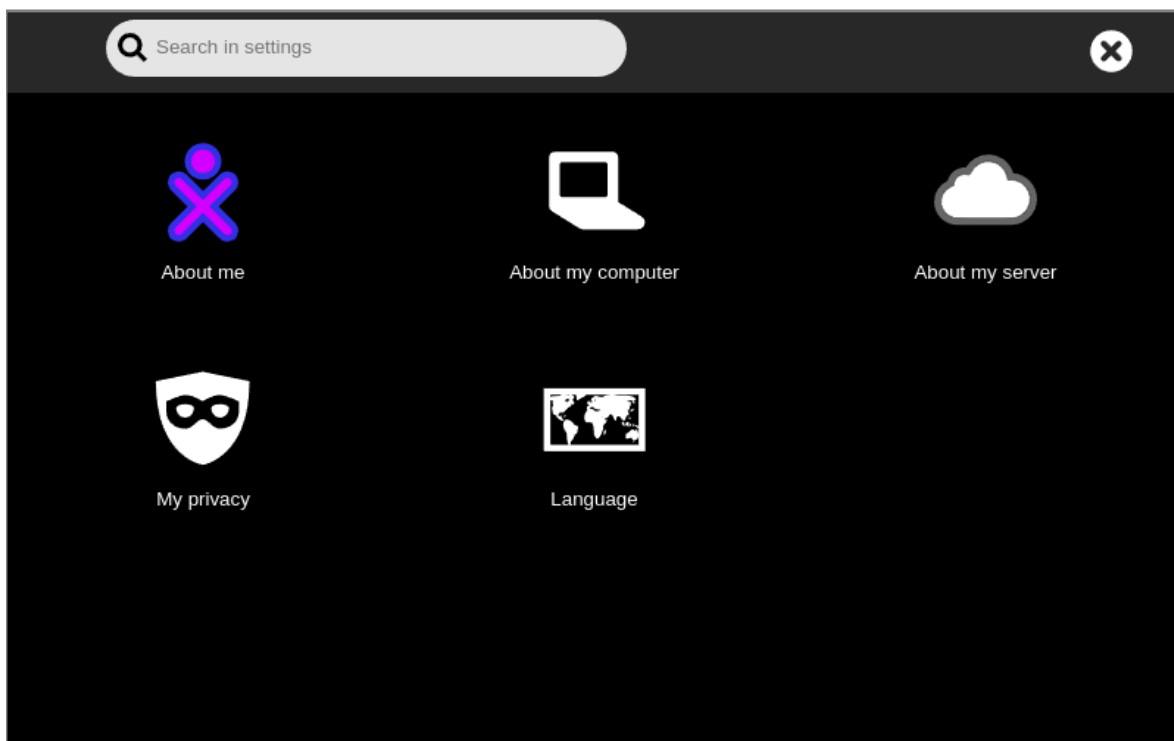 Search in settings
About me
About my computer
About my server
My privacy
Language